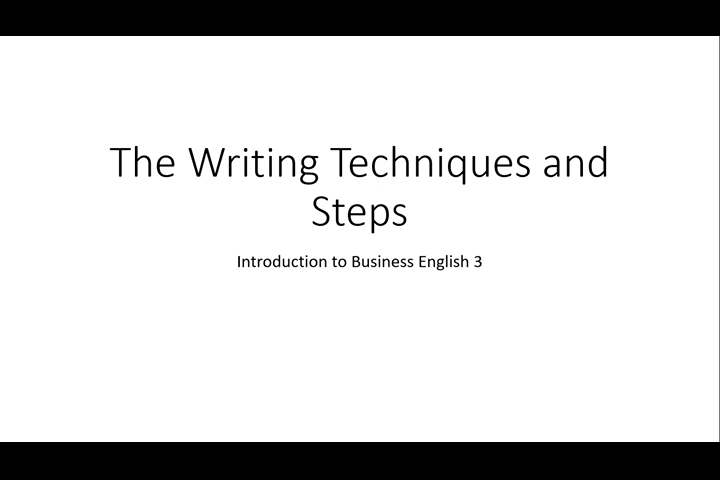 The Writing Techniques and
Steps
Introduction to Business English 3